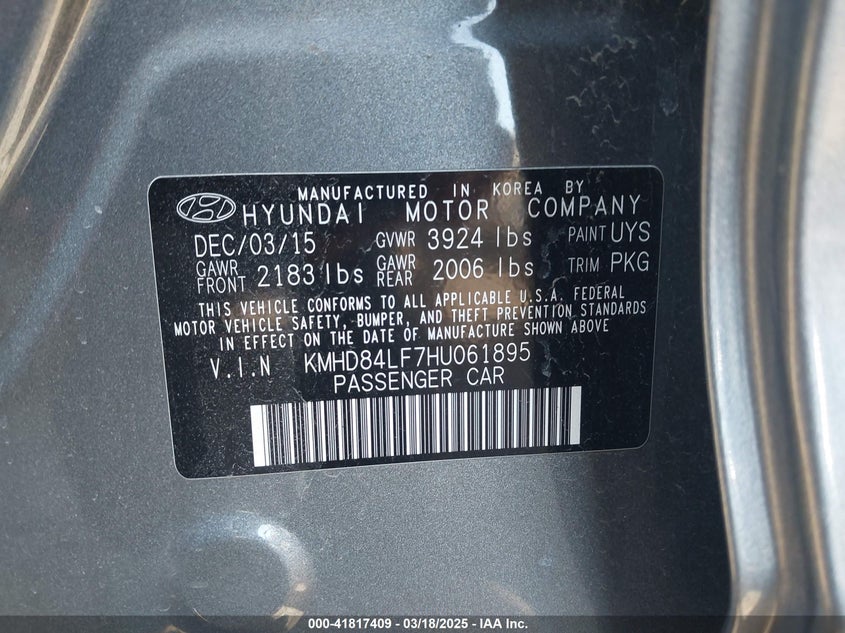 MANUFACTURED IN KOREA BY
HYUNDAI MOTOR COMPANY
DEC/03/15 GVWR 3924 lbs PAINT UYS
GAWR FRONT 2183 lbs GAWR REAR 2006 lbs TRIM PKG
THIS VEHICLE CONFORMS TO ALL APPLICABLE U.S.A. FEDERAL
MOTOR VEHICLE SAFETY, BUMPER, AND THEFT PREVENTION STANDARDS
IN EFFECT ON THE DATE OF MANUFACTURE SHOWN ABOVE
V.I.N KMHD84LF7HU061895
PASSENGER CAR
000-41817409 - 03/18/2025 - IAA Inc.